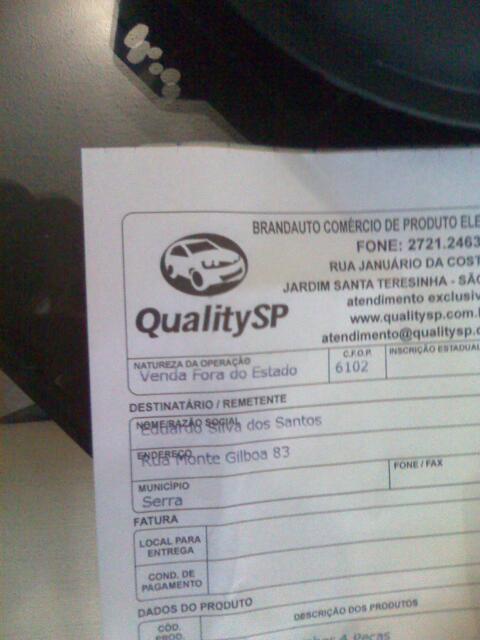 BRANDAUTO COMÉRCIO DE PRODUTO ELE
FONE: 2721.2463
RUA JANUÁRIO DA COST
JARDIM SANTA TERESINHA - SÃO
atendimento exclusiv
www.qualitysp.com.b
atendimento@qualitysp.c
QualitySP
NATUREZA DA OPERAÇÃO
Venda Fora do Estado
C.F.O.P.
6102
INSCRIÇÃO ESTADUAL
DESTINATÁRIO / REMETENTE
NOME/RAZÃO SOCIAL
Eduardo Silva dos Santos
ENDEREÇO
Rua Monte Gilboa 83
MUNICÍPIO
Serra
FONE / FAX
FATURA
LOCAL PARA
ENTREGA
COND. DE
PAGAMENTO
DADOS DO PRODUTO
CÓD.
PROD.
DESCRIÇÃO DOS PRODUTOS
4 Peças